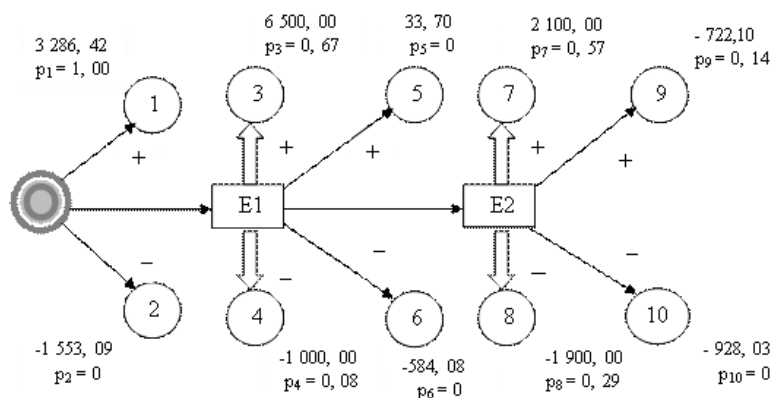 3 286, 42
p1 = 1, 00
6 500, 00
p3 = 0, 67
33, 70
p5 = 0
2 100, 00
p7 = 0, 57
- 722,10
p9 = 0, 14
1
3
5
7
9
+
+
+
+
+
E1
E2
−
−
−
−
−
2
4
6
8
10
-1 553, 09
p2 = 0
-1 000, 00
p4 = 0, 08
-584, 08
p6 = 0
-1 900, 00
p8 = 0, 29
- 928, 03
p10 = 0